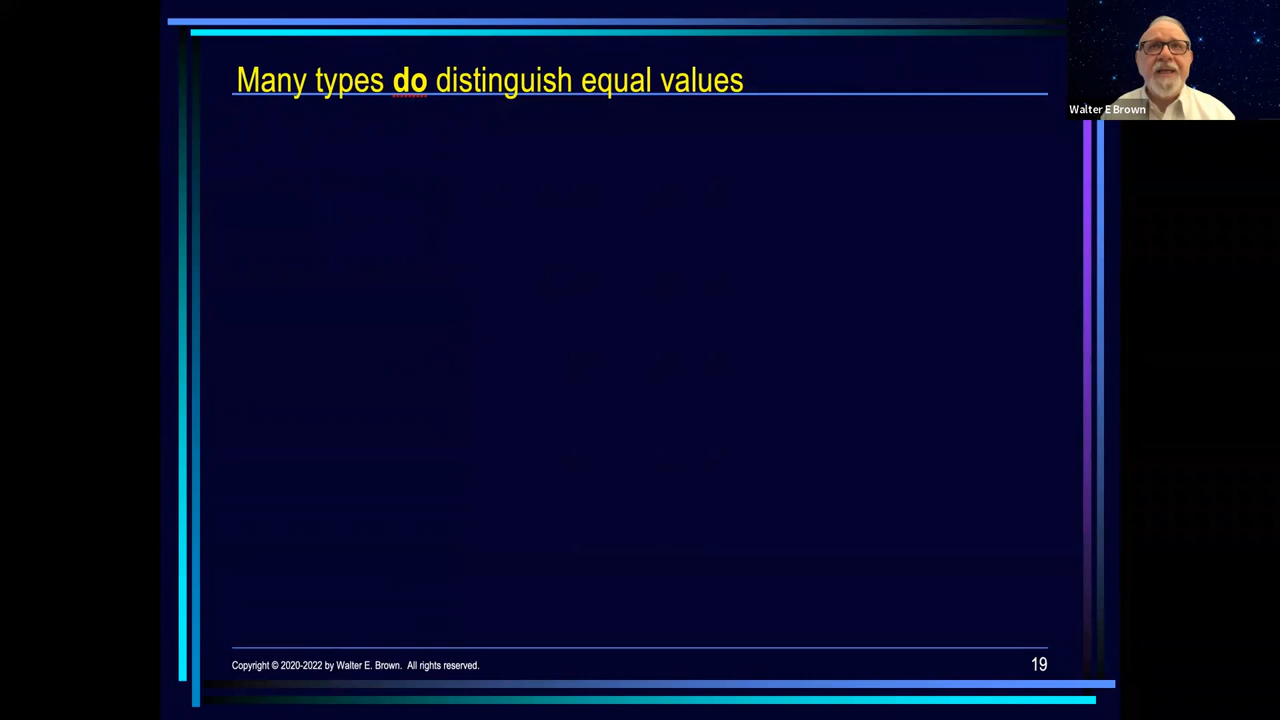 Many types do distinguish equal values
Walter E Brown
Copyright © 2020-2022 by Walter E. Brown. All rights reserved.
19